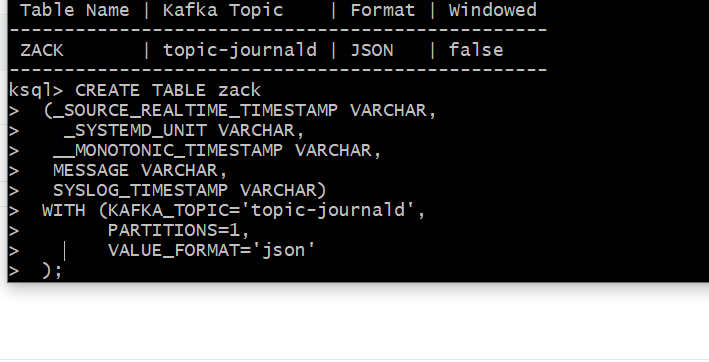 Table Name | Kafka Topic | Format | Windowed
-------------------------------------------------
ZACK | topic-journald | JSON | false
-------------------------------------------------
ksql> CREATE TABLE zack
> (_SOURCE_REALTIME_TIMESTAMP VARCHAR,
> _SYSTEMD_UNIT VARCHAR,
> __MONOTONIC_TIMESTAMP VARCHAR,
> MESSAGE VARCHAR,
> SYSLOG_TIMESTAMP VARCHAR)
> WITH (KAFKA_TOPIC='topic-journald',
> PARTITIONS=1,
> VALUE_FORMAT='json'
> );